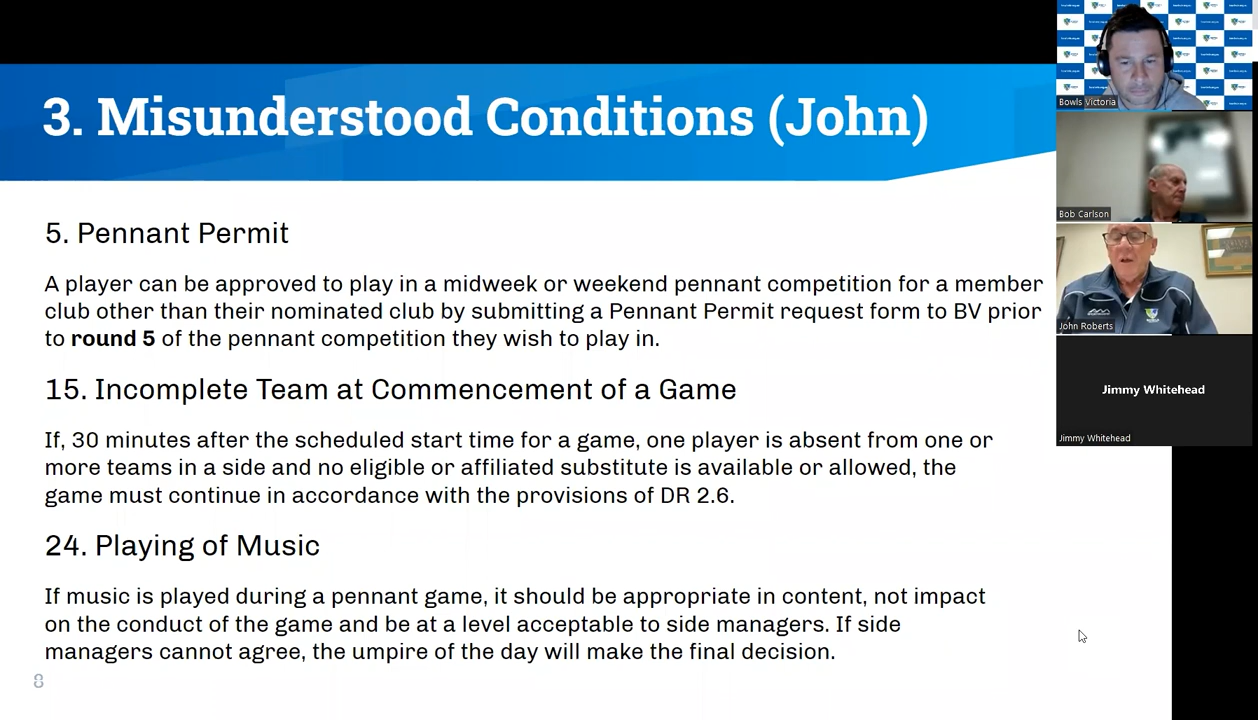 3. Misunderstood Conditions (John)
5. Pennant Permit
A player can be approved to play in a midweek or weekend pennant competition for a member
club other than their nominated club by submitting a Pennant Permit request form to BV prior
to round 5 of the pennant competition they wish to play in.
15. Incomplete Team at Commencement of a Game
If, 30 minutes after the scheduled start time for a game, one player is absent from one or
more teams in a side and no eligible or affiliated substitute is available or allowed, the
game must continue in accordance with the provisions of DR 2.6.
24. Playing of Music
If music is played during a pennant game, it should be appropriate in content, not impact
on the conduct of the game and be at a level acceptable to side managers. If side
managers cannot agree, the umpire of the day will make the final decision.
8
Bowls Victoria
Bob Carlson
John Roberts
Jimmy Whitehead
Jimmy Whitehead